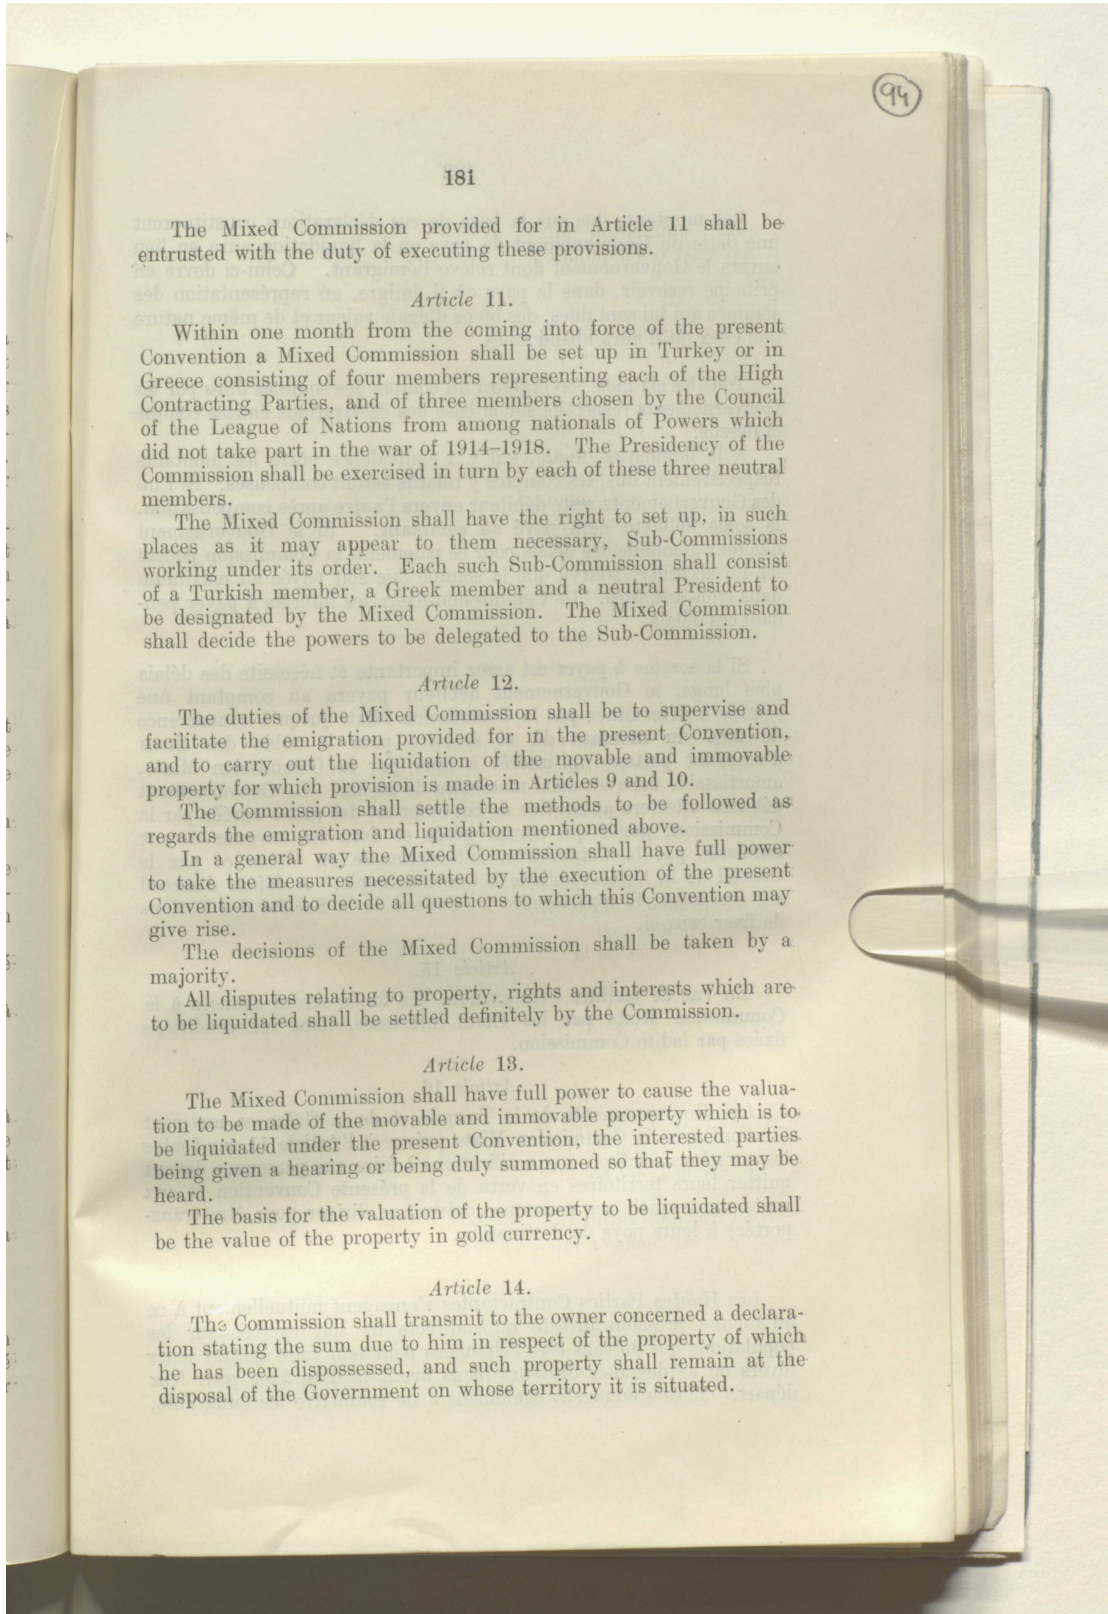 94
181
The Mixed Commission provided for in Article 11 shall be
entrusted with the duty of executing these provisions.
Article 11.
Within one month from the coming into force of the present
Convention a Mixed Commission shall be set up in Turkey or in
Greece consisting of four members representing each of the High
Contracting Parties, and of three members chosen by the Council
of the League of Nations from among nationals of Powers which
did not take part in the war of 1914–1918. The Presidency of the
Commission shall be exercised in turn by each of these three neutral
members.
The Mixed Commission shall have the right to set up, in such
places as it may appear to them necessary, Sub-Commissions
working under its order. Each such Sub-Commission shall consist
of a Turkish member, a Greek member and a neutral President to
be designated by the Mixed Commission. The Mixed Commission
shall decide the powers to be delegated to the Sub-Commission.
Article 12.
The duties of the Mixed Commission shall be to supervise and
facilitate the emigration provided for in the present Convention,
and to carry out the liquidation of the movable and immovable
property for which provision is made in Articles 9 and 10.
The Commission shall settle the methods to be followed as
regards the emigration and liquidation mentioned above.
In a general way the Mixed Commission shall have full power
to take the measures necessitated by the execution of the present
Convention and to decide all questions to which this Convention may
give rise.
The decisions of the Mixed Commission shall be taken by a
majority.
All disputes relating to property, rights and interests which are
to be liquidated shall be settled definitely by the Commission.
Article 13.
The Mixed Commission shall have full power to cause the valua-
tion to be made of the movable and immovable property which is to
be liquidated under the present Convention, the interested parties
being given a hearing or being duly summoned so that they may be
heard.
The basis for the valuation of the property to be liquidated shall
be the value of the property in gold currency.
Article 14.
The Commission shall transmit to the owner concerned a declara-
tion stating the sum due to him in respect of the property of which
he has been dispossessed, and such property shall remain at the
disposal of the Government on whose territory it is situated.